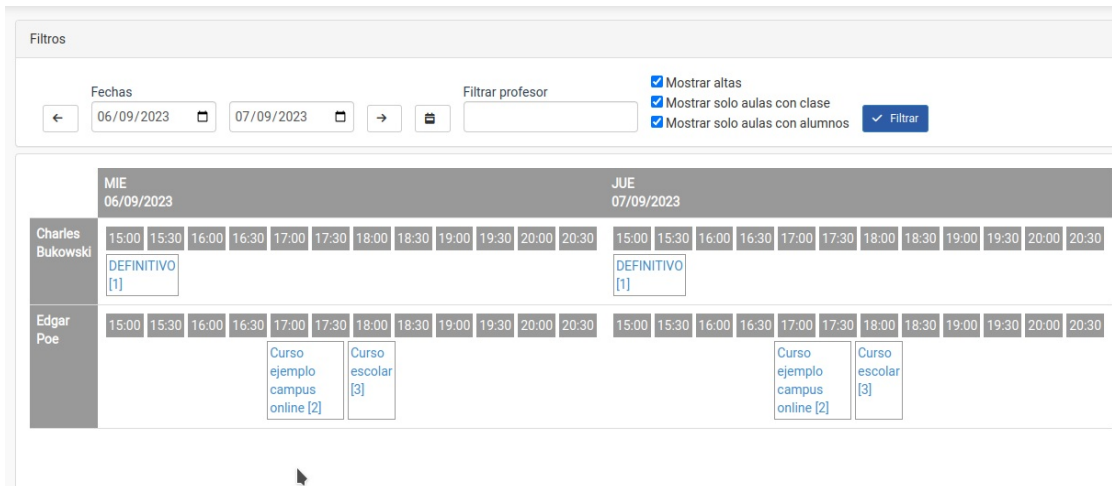 Filtros
Fechas
06/09/2023
07/09/2023
Filtrar profesor
Mostrar altas
Mostrar solo aulas con clase
Mostrar solo aulas con alumnos
Filtrar
MIE
06/09/2023
JUE
07/09/2023
Charles
Bukowski
15:00 15:30 16:00 16:30 17:00 17:30 18:00 18:30 19:00 19:30 20:00 20:30
15:00 15:30 16:00 16:30 17:00 17:30 18:00 18:30 19:00 19:30 20:00 20:30
DEFINITIVO
[1]
DEFINITIVO
[1]
Edgar
Poe
15:00 15:30 16:00 16:30 17:00 17:30 18:00 18:30 19:00 19:30 20:00 20:30
15:00 15:30 16:00 16:30 17:00 17:30 18:00 18:30 19:00 19:30 20:00 20:30
Curso
ejemplo
campus
online [2]
Curso
escolar
[3]
Curso
ejemplo
campus
online [2]
Curso
escolar
[3]